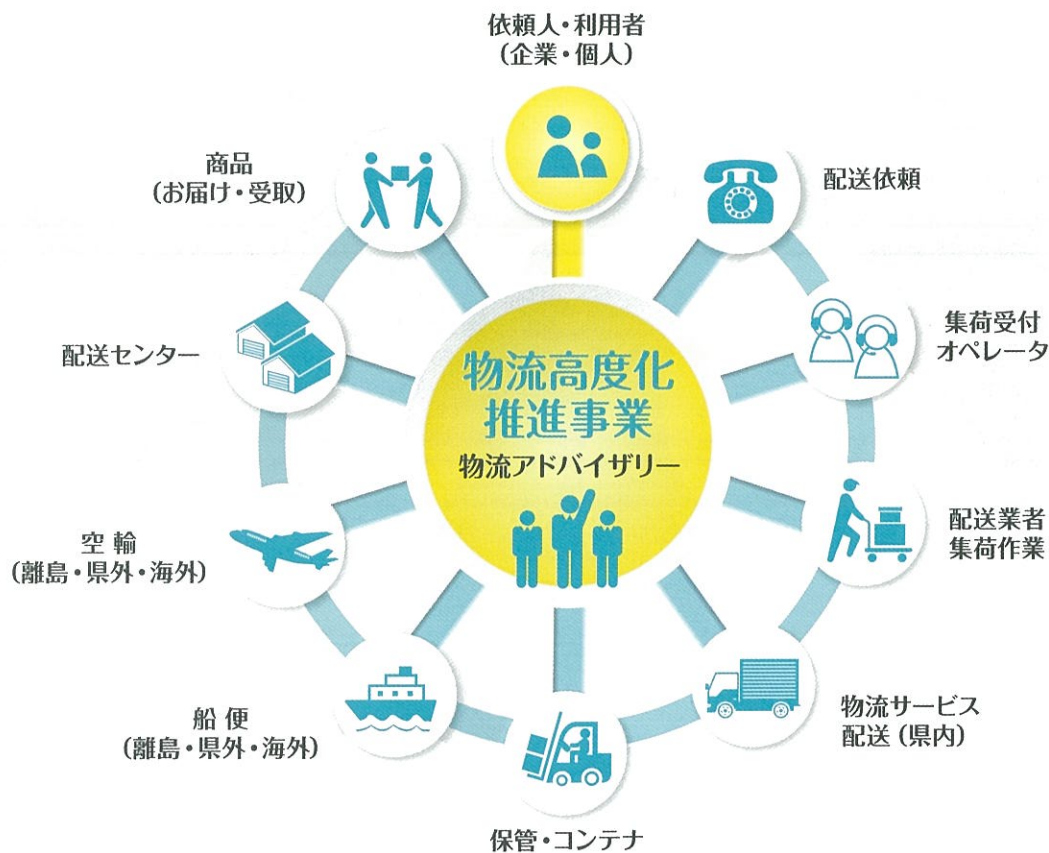 依頼人・利用者
（企業・個人）
配送依頼
集荷受付
オペレータ
配送業者
集荷作業
物流サービス
配送（県内）
保管・コンテナ
船 便
（離島・県外・海外）
空 輸
（離島・県外・海外）
配送センター
商品
（お届け・受取）
物流高度化
推進事業
物流アドバイザリー